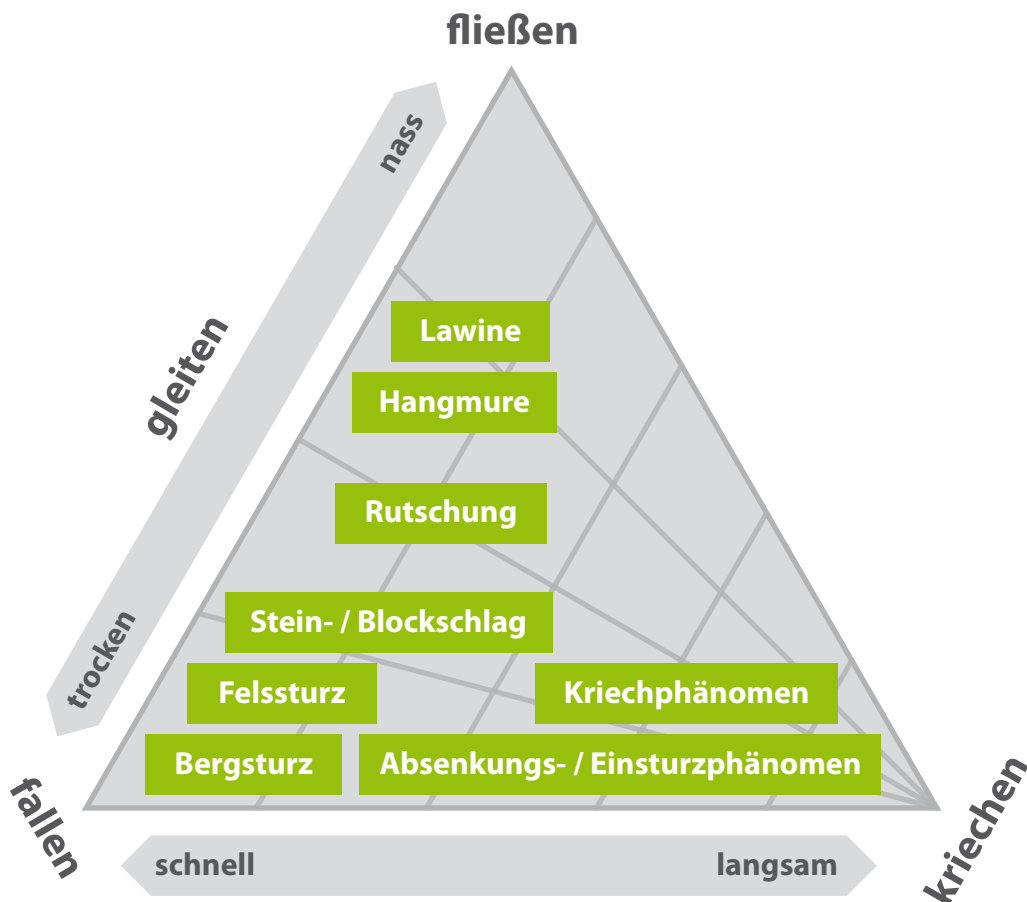 fließen
nass
gleiten
trocken
Lawine
Hangmure
Rutschung
Stein- / Blockschlag
Felssturz
Kriechphänomen
Bergsturz
Absenkungs- / Einsturzphänomen
fallen
kriechen
schnell
langsam